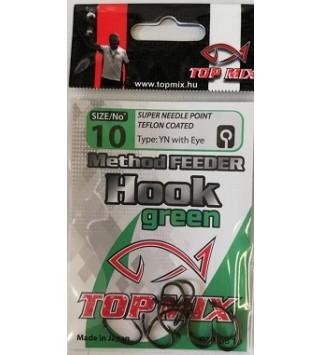 TOP MIX
www.topmix.hu
SIZE/No°
10
SUPER NEEDLE POINT
TEFLON COATED
Type: YN with Eye
Method FEEDER
Hook
green
TOP MIX
Made in Japan